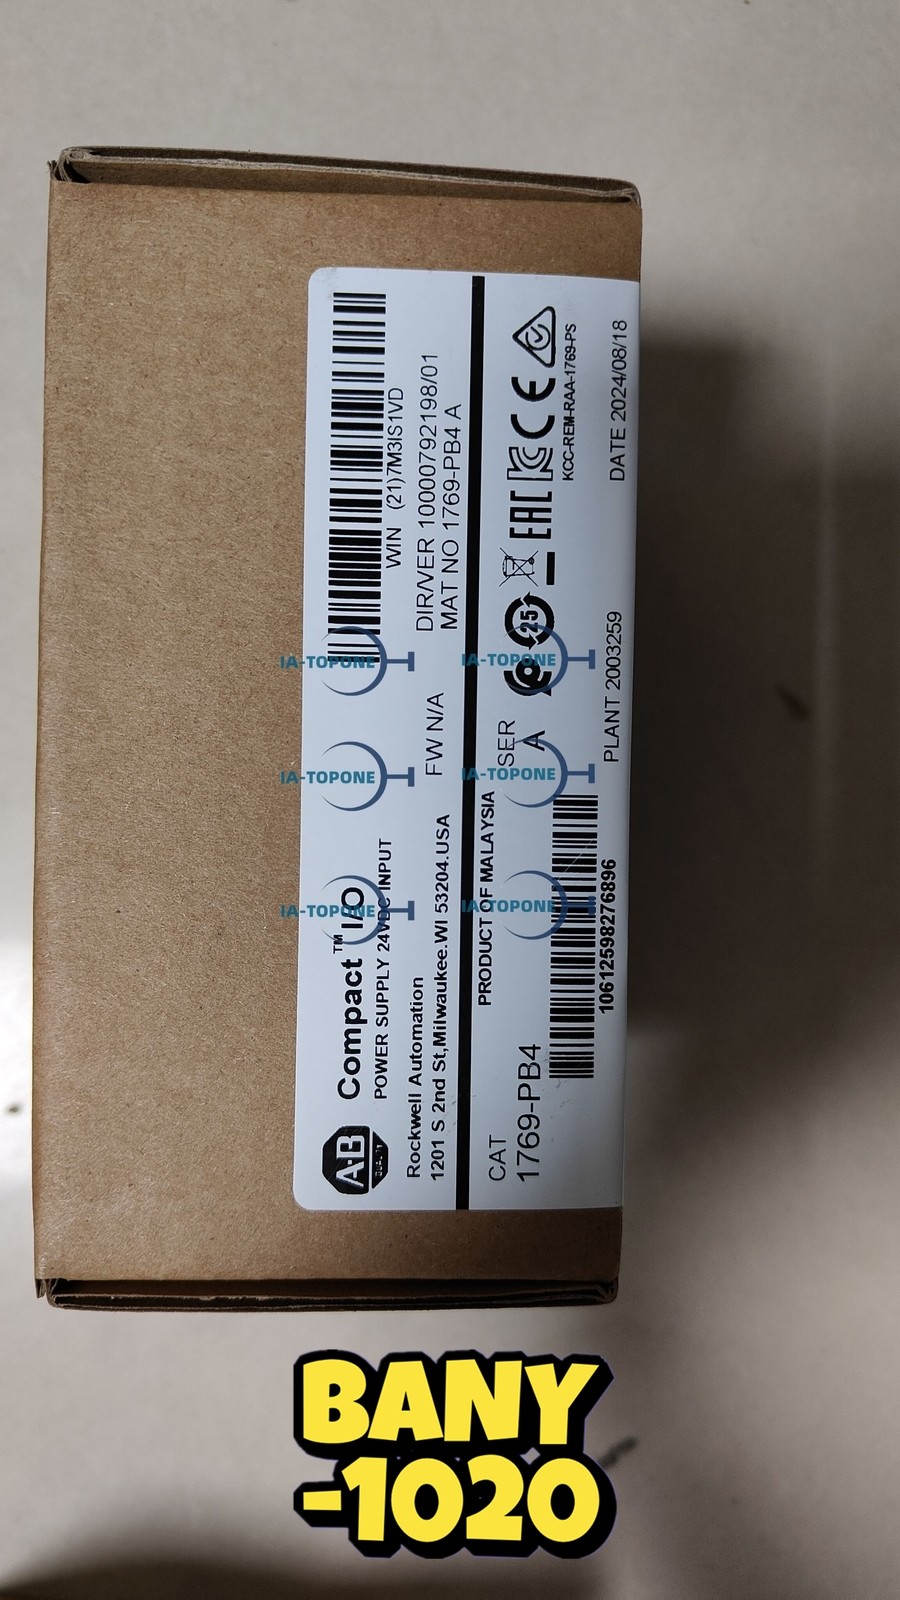 A-B
QUALITY
Compact™ I/O
POWER SUPPLY 24VDC INPUT
Rockwell Automation
1201 S 2nd St,Milwaukee.WI 53204.USA
FW N/A
WIN (21)7M3IS1VD
DIR/VER 10000792198/01
MAT NO 1769-PB4 A
CAT
1769-PB4
PRODUCT OF MALAYSIA
10612598276896
SER
A
25
EAC
CE
KCC-REM-RAA-1769-PS
PLANT 2003259
DATE 2024/08/18
IA-TOPONE
IA-TOPONE
IA-TOPONE
IA-TOPONE
IA-TOPONE
IA-TOPONE
BANY
-1020